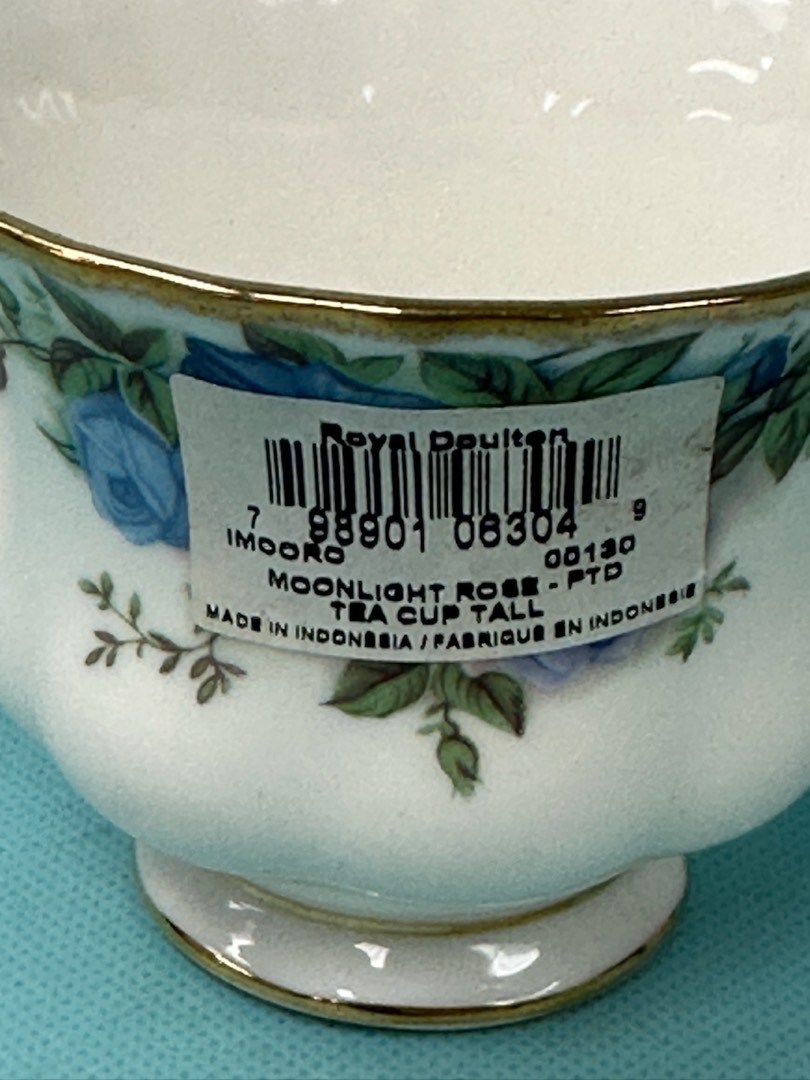 Royal Doulton
7 98901 06304 9
IMOORO 00130
MOONLIGHT ROSE - PTD
TEA CUP TALL
MADE IN INDONESIA / FABRIQUE EN INDONESIE